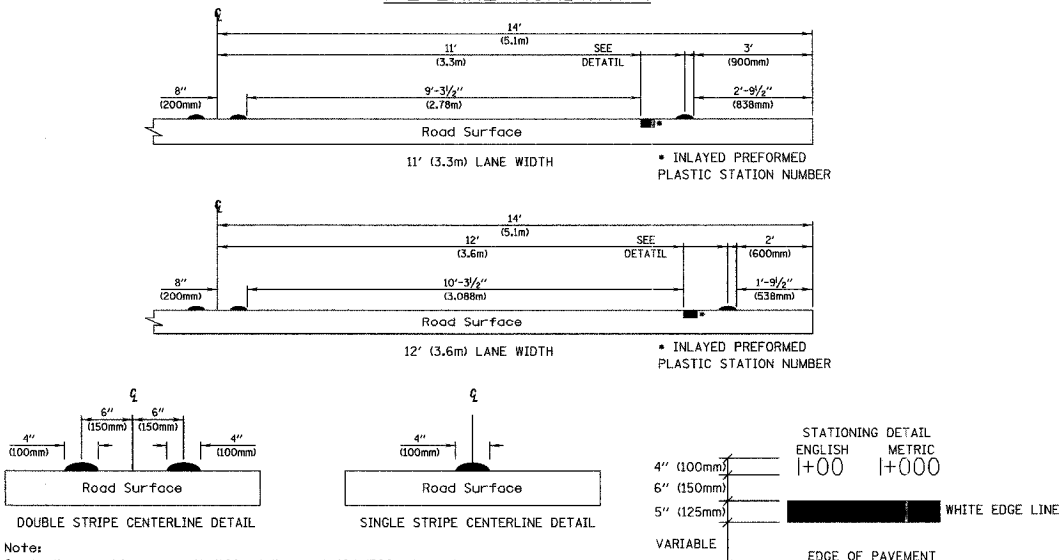 ℄
14'
(5.1m)
11'
(3.3m)
SEE
DETATIL
3'
(900mm)
8"
(200mm)
9'-3½"
(2.78m)
2'-9½"
(838mm)
Road Surface
*
11' (3.3m) LANE WIDTH
* INLAYED PREFORMED
PLASTIC STATION NUMBER
℄
14'
(5.1m)
12'
(3.6m)
SEE
DETATIL
2'
(600mm)
8"
(200mm)
10'-3½"
(3.088m)
1'-9½"
(538mm)
Road Surface
*
12' (3.6m) LANE WIDTH
* INLAYED PREFORMED
PLASTIC STATION NUMBER
℄
6"
(150mm)
6"
(150mm)
4"
(100mm)
4"
(100mm)
Road Surface
DOUBLE STRIPE CENTERLINE DETAIL
℄
4"
(100mm)
Road Surface
SINGLE STRIPE CENTERLINE DETAIL
STATIONING DETAIL
ENGLISH METRIC
1+00 1+000
4" (100mm)
6" (150mm)
5" (125mm)
WHITE EDGE LINE
VARIABLE
EDGE OF PAVEMENT
Note: